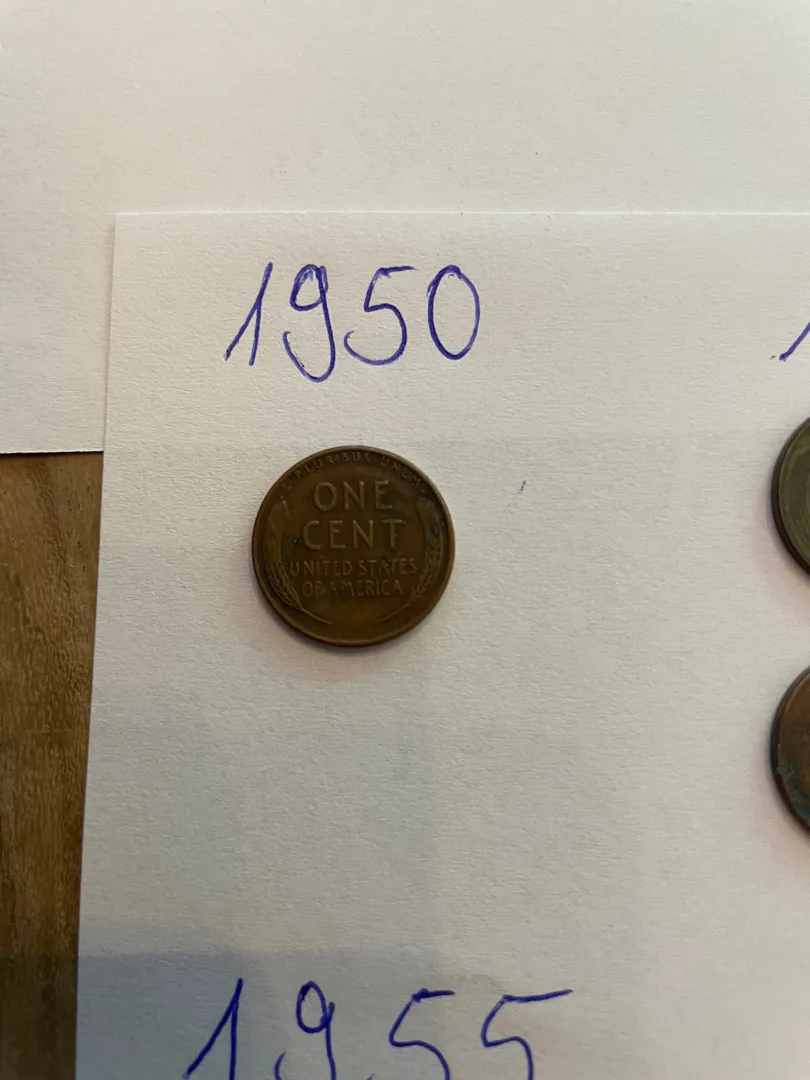 1950
E PLURIBUS UNUM
ONE
CENT
UNITED STATES
OF AMERICA
1955